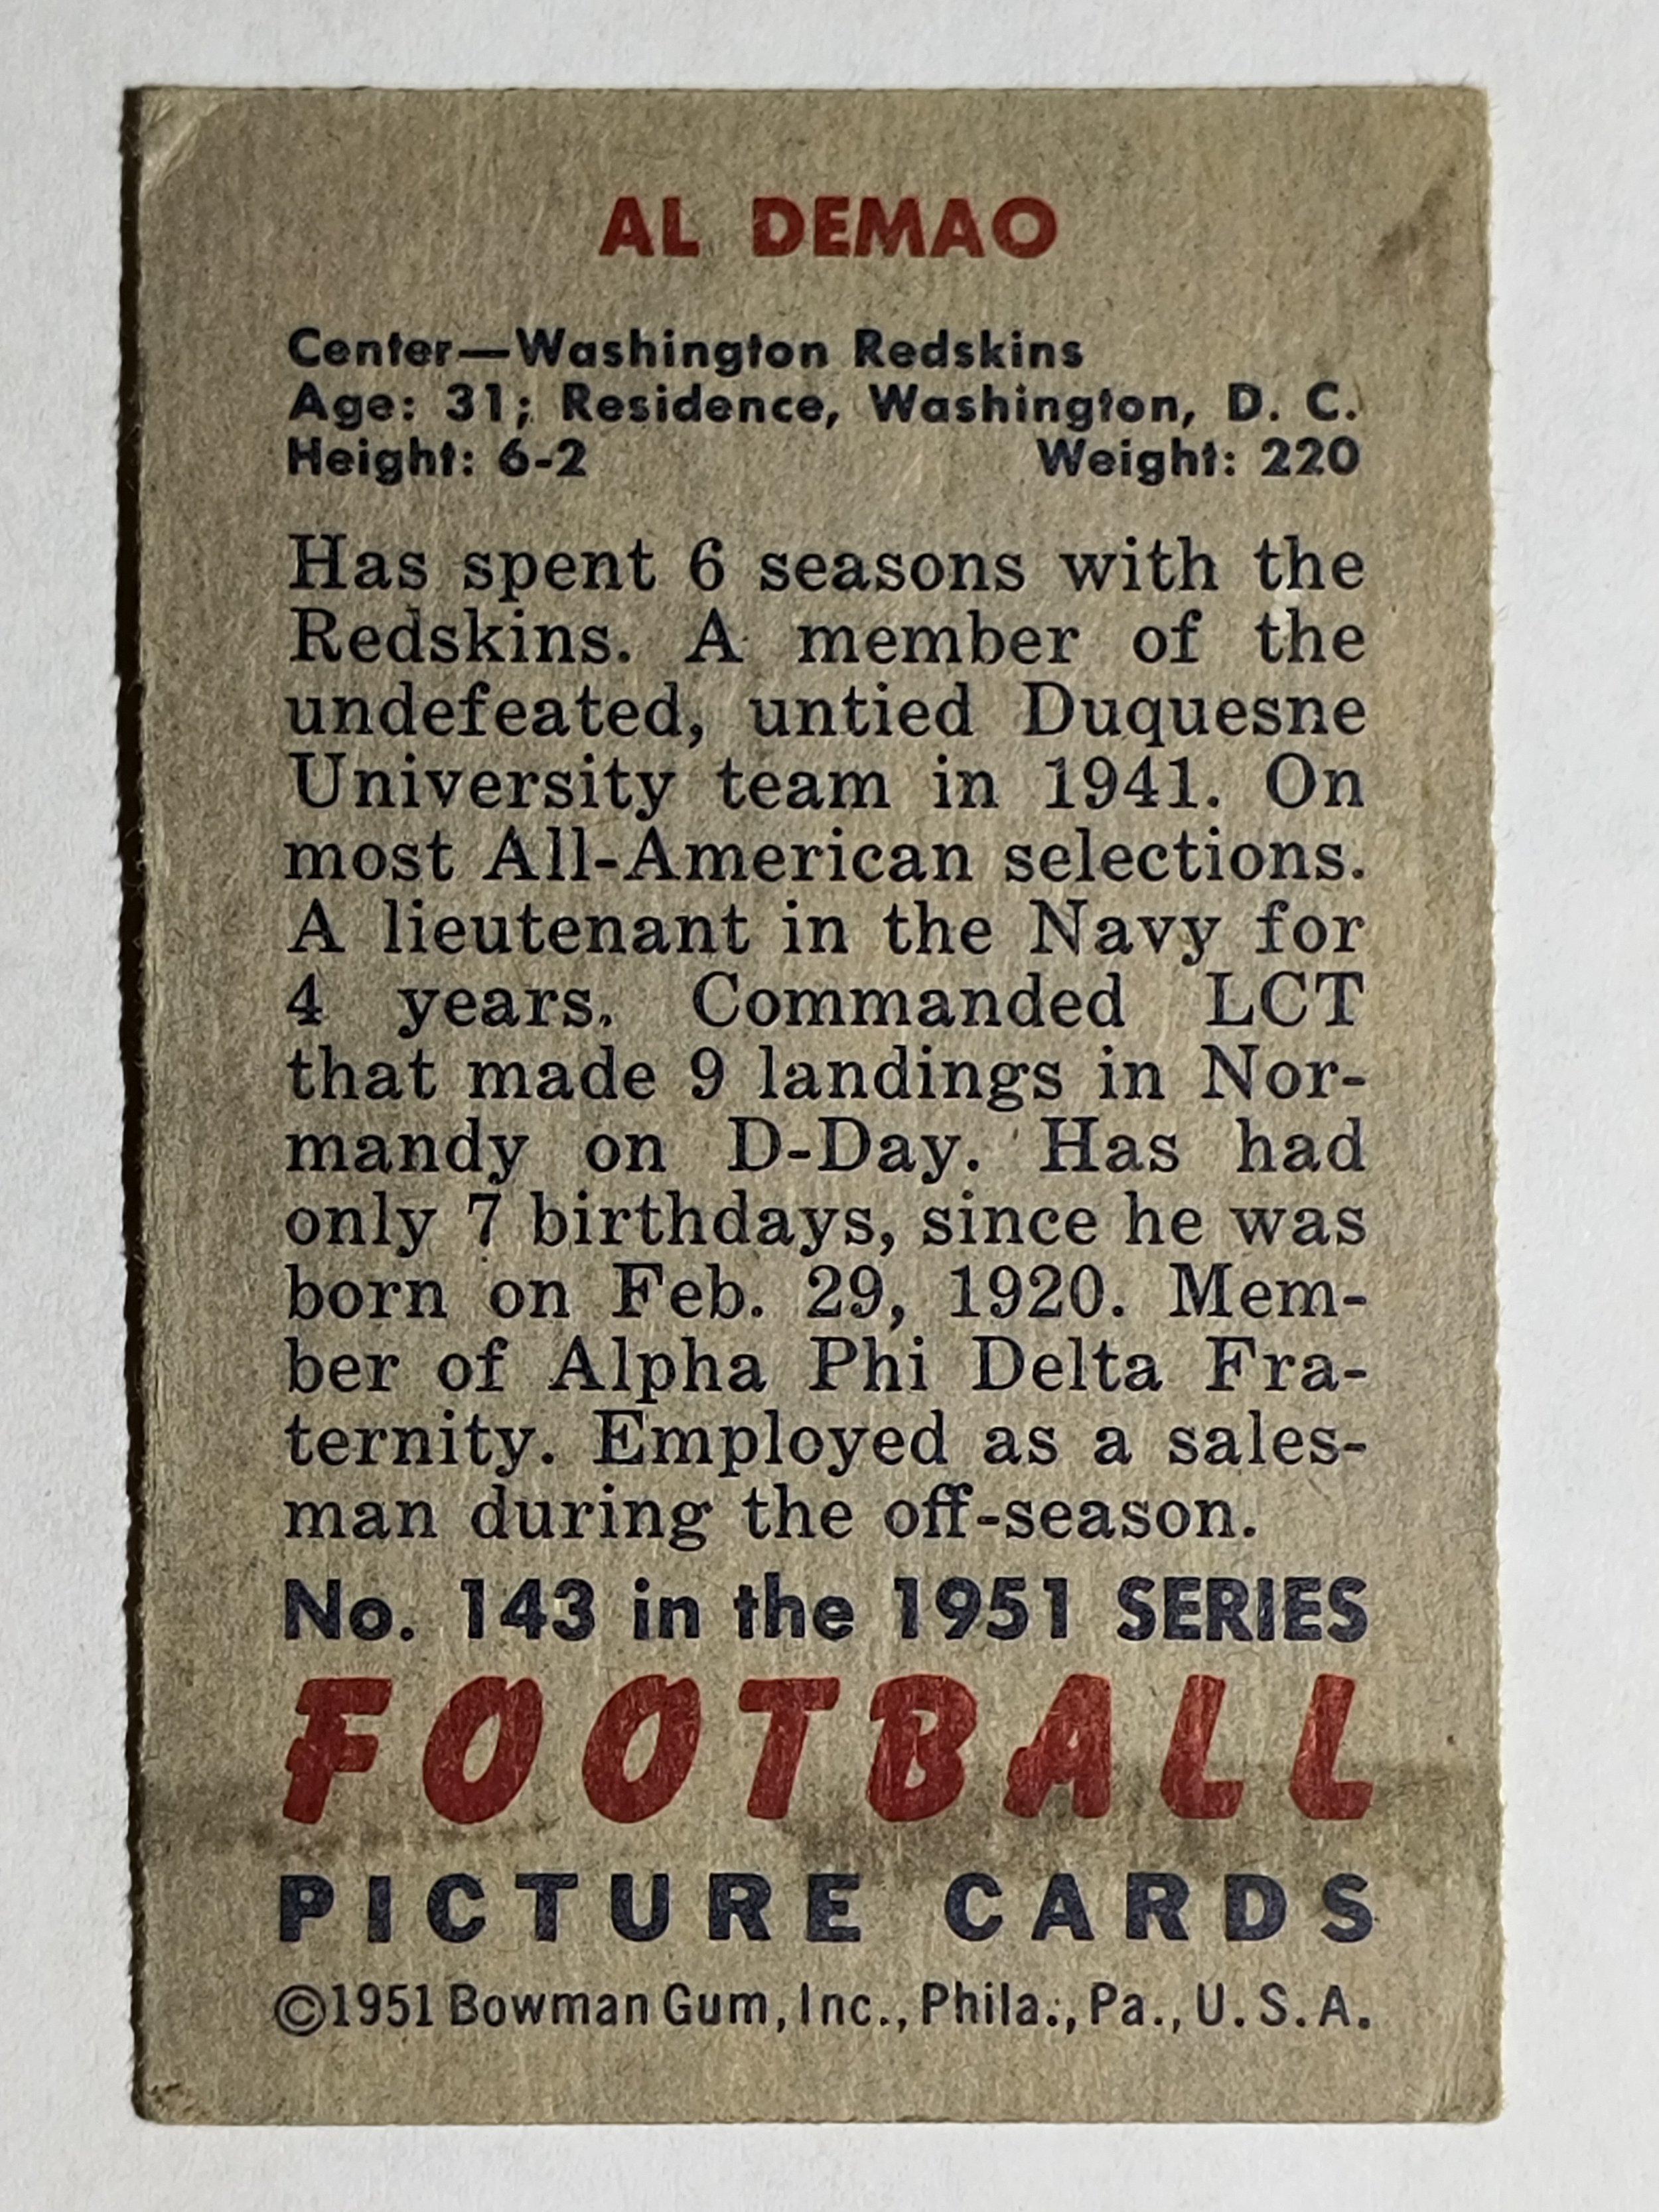 AL DEMAO
Center—Washington Redskins
Age: 31; Residence, Washington, D. C.
Height: 6-2 Weight: 220
Has spent 6 seasons with the
Redskins. A member of the
undefeated, untied Duquesne
University team in 1941. On
most All-American selections.
A lieutenant in the Navy for
4 years. Commanded LCT
that made 9 landings in Nor-
mandy on D-Day. Has had
only 7 birthdays, since he was
born on Feb. 29, 1920. Mem-
ber of Alpha Phi Delta Fra-
ternity. Employed as a sales-
man during the off-season.
No. 143 in the 1951 SERIES
FOOTBALL
PICTURE CARDS
©1951 Bowman Gum, Inc., Phila., Pa., U. S. A.